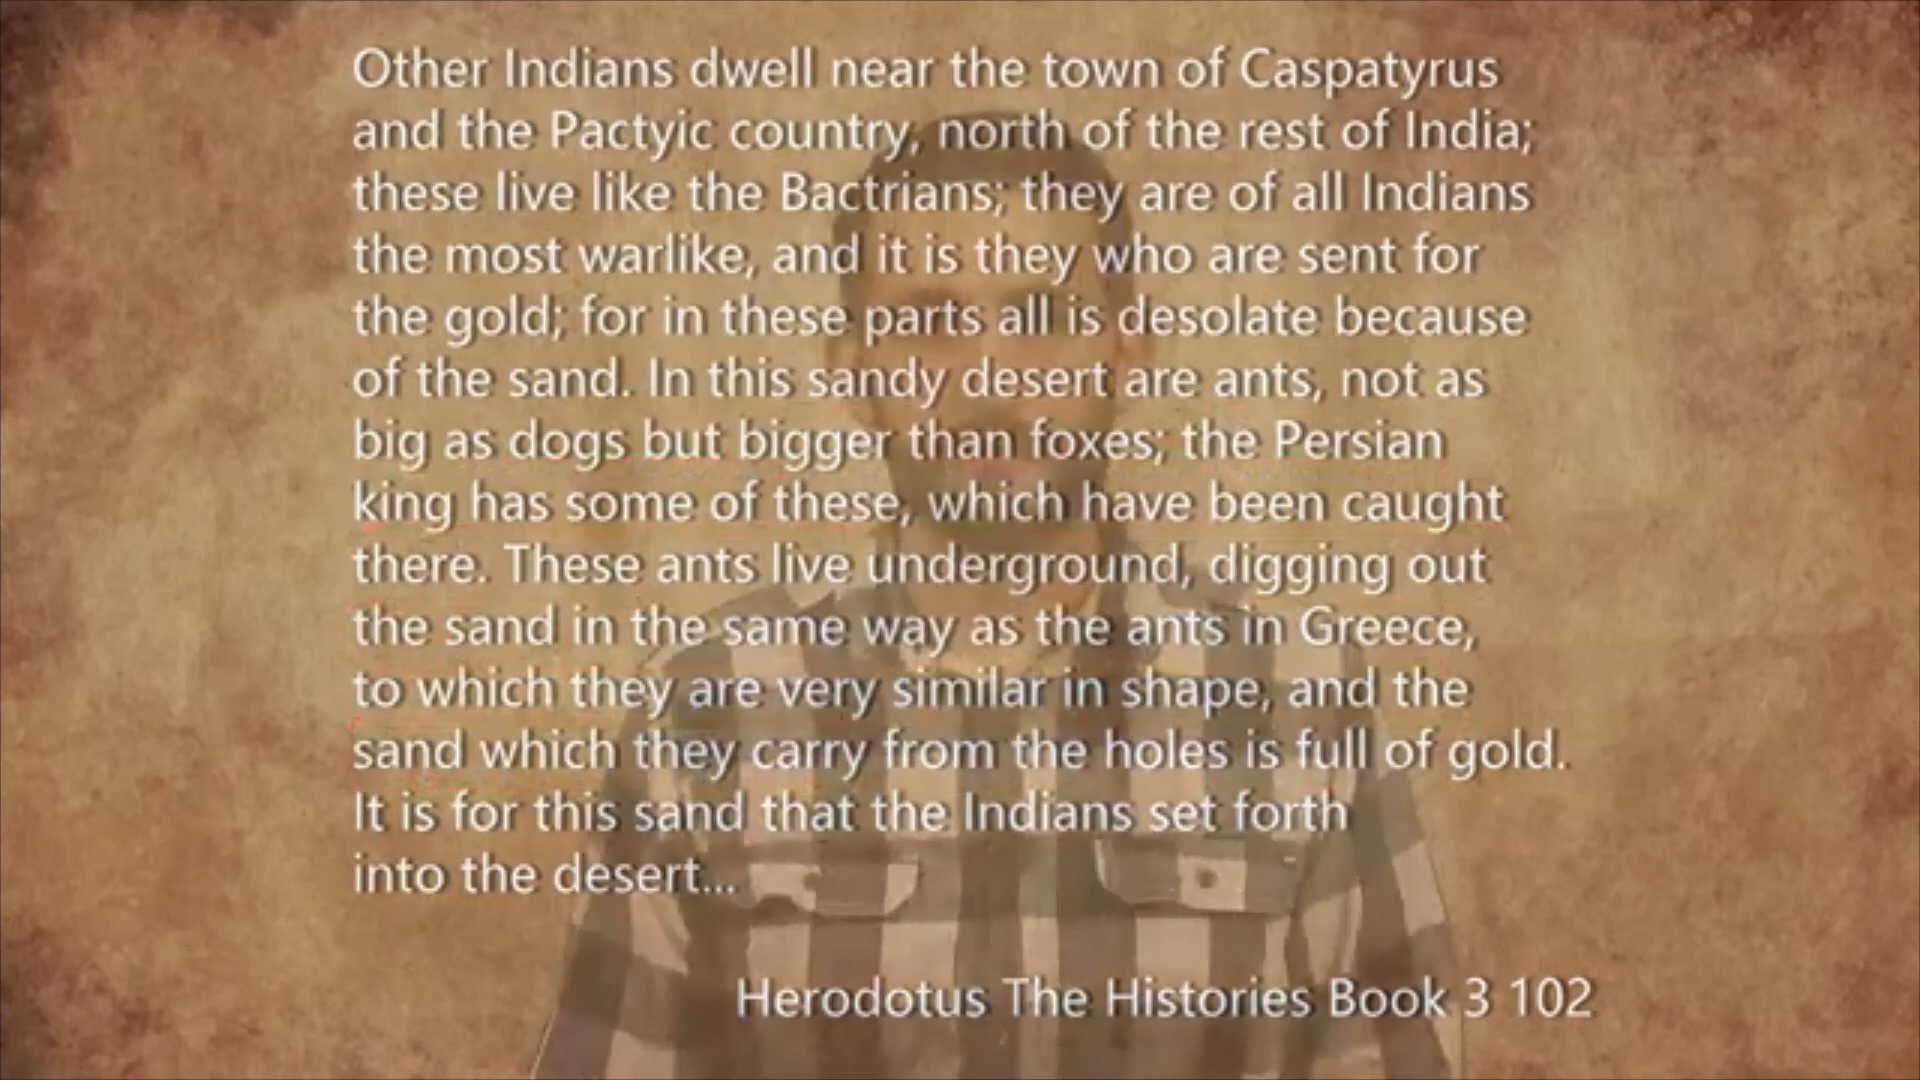 Other Indians dwell near the town of Caspatyrus
and the Pactyic country, north of the rest of India;
these live like the Bactrians; they are of all Indians
the most warlike, and it is they who are sent for
the gold; for in these parts all is desolate because
of the sand. In this sandy desert are ants, not as
big as dogs but bigger than foxes; the Persian
king has some of these, which have been caught
there. These ants live underground, digging out
the sand in the same way as the ants in Greece,
to which they are very similar in shape, and the
sand which they carry from the holes is full of gold.
It is for this sand that the Indians set forth
into the desert...
Herodotus The Histories Book 3 102